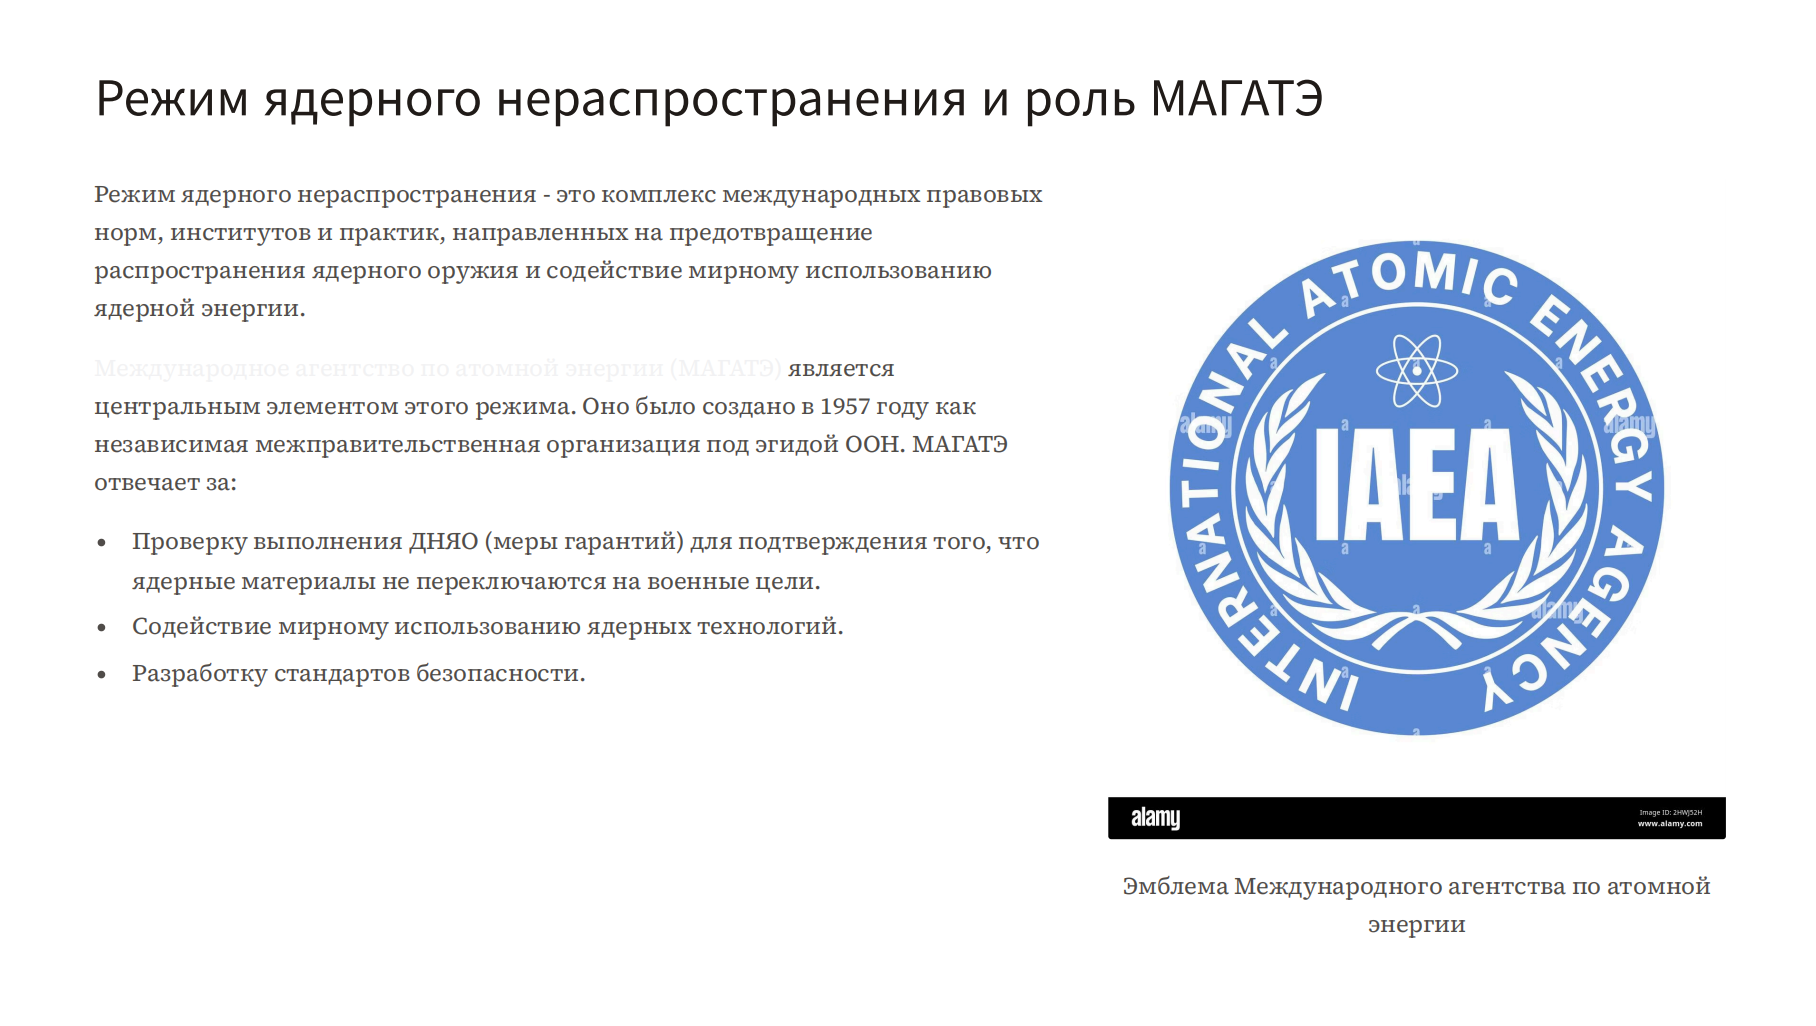 Режим ядерного нераспространения и роль МАГАТЭ
Режим ядерного нераспространения - это комплекс международных правовых
норм, институтов и практик, направленных на предотвращение
распространения ядерного оружия и содействие мирному использованию
ядерной энергии.
Международное агентство по атомной энергии (МАГАТЭ) является
центральным элементом этого режима. Оно было создано в 1957 году как
независимая межправительственная организация под эгидой ООН. МАГАТЭ
отвечает за:
• Проверку выполнения ДНЯО (меры гарантий) для подтверждения того, что
ядерные материалы не переключаются на военные цели.
• Содействие мирному использованию ядерных технологий.
• Разработку стандартов безопасности.
INTERNATIONAL ATOMIC ENERGY AGENCY
IAEA
alamy
alamy
alamy
alamy
alamy
Image ID: 2HWJ52H
www.alamy.com
Эмблема Международного агентства по атомной
энергии